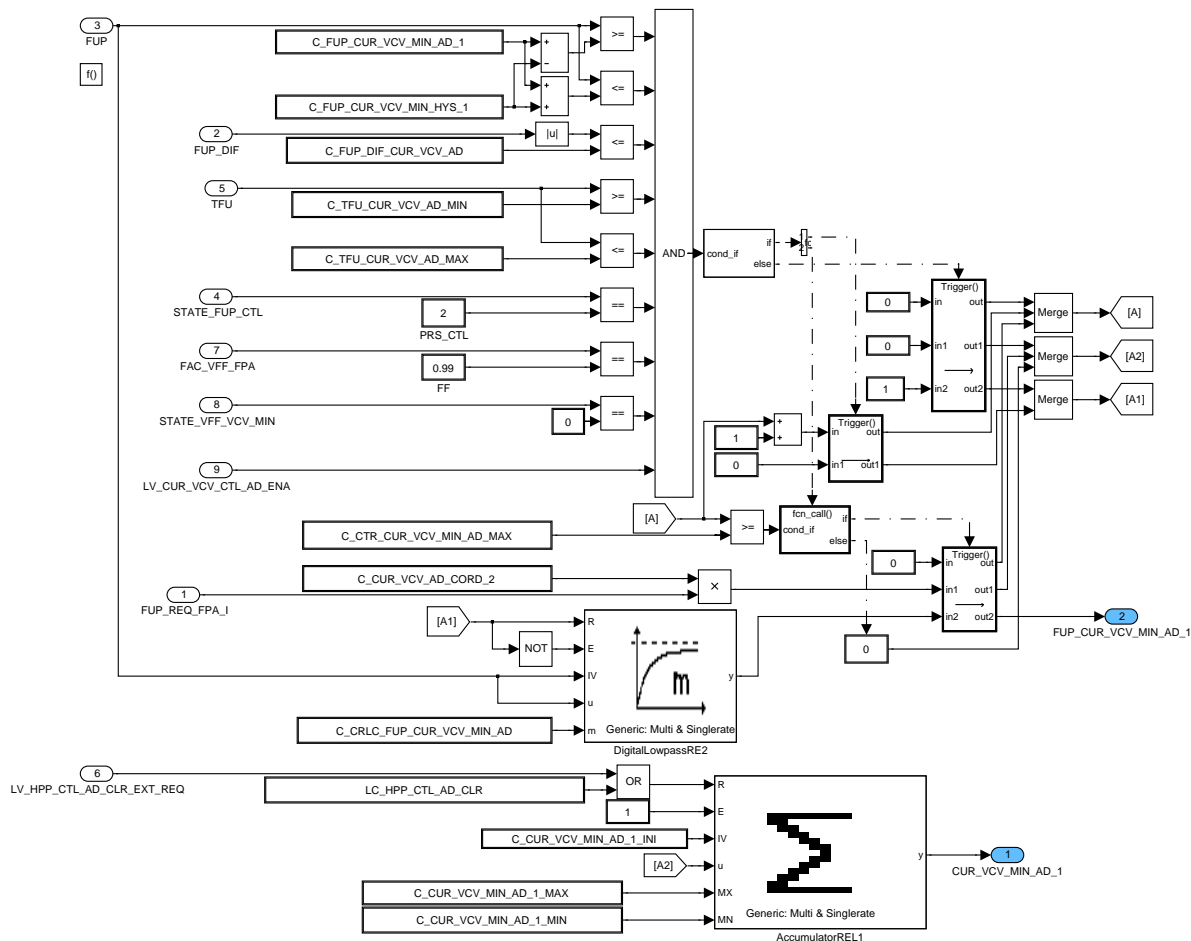 3
FUP
f()
C_FUP_CUR_VCV_MIN_AD_1
+
−
>=
+
+
<=
C_FUP_CUR_VCV_MIN_HYS_1
2
FUP_DIF
|u|
C_FUP_DIF_CUR_VCV_AD
<=
5
TFU
C_TFU_CUR_VCV_AD_MIN
>=
C_TFU_CUR_VCV_AD_MAX
<=
AND
cond_if
if
else
1
2
4
STATE_FUP_CTL
2
PRS_CTL
==
7
FAC_VFF_FPA
0.99
FF
==
8
STATE_VFF_VCV_MIN
0
==
9
LV_CUR_VCV_CTL_AD_ENA
Trigger()
0
in
out
0
in1
out1
1
in2
out2
Merge
[A]
Merge
[A2]
Merge
[A1]
1
+
+
0
Trigger()
in
out
in1
out1
[A]
C_CTR_CUR_VCV_MIN_AD_MAX
>=
fcn_call()
cond_if
if
else
C_CUR_VCV_AD_CORD_2
1
FUP_REQ_FPA_I
×
0
Trigger()
in
out
in1
out1
in2
out2
0
2
FUP_CUR_VCV_MIN_AD_1
[A1]
NOT
R
E
IV
u
m
y
m
Generic: Multi & Singlerate
DigitalLowpassRE2
C_CRLC_FUP_CUR_VCV_MIN_AD
6
LV_HPP_CTL_AD_CLR_EXT_REQ
LC_HPP_CTL_AD_CLR
OR
1
C_CUR_VCV_MIN_AD_1_INI
[A2]
C_CUR_VCV_MIN_AD_1_MAX
C_CUR_VCV_MIN_AD_1_MIN
R
E
IV
u
MX
MN
y
Generic: Multi & Singlerate
AccumulatorREL1
1
CUR_VCV_MIN_AD_1